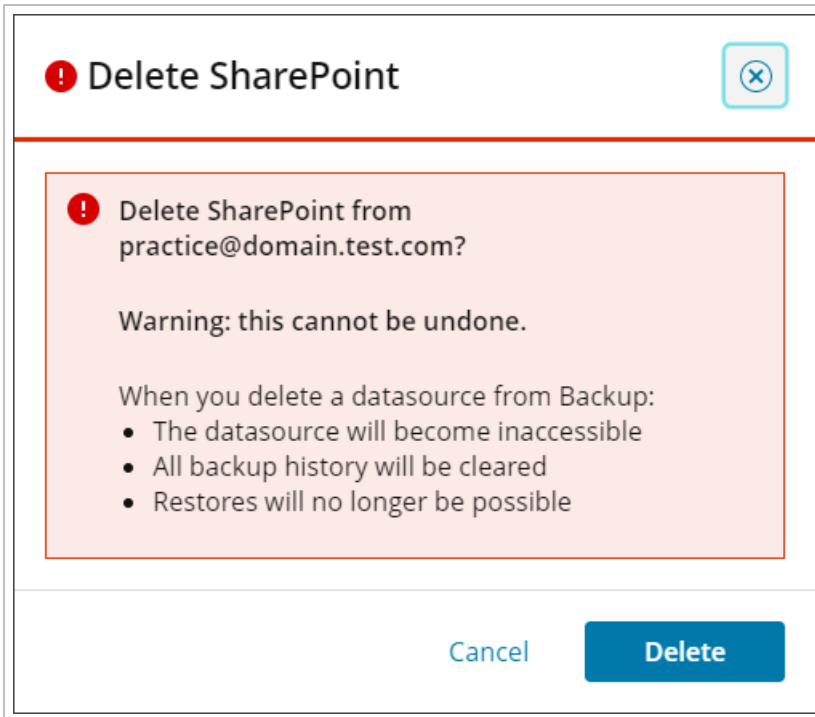 Delete SharePoint
Delete SharePoint from
practice@domain.test.com?
Warning: this cannot be undone.
When you delete a datasource from Backup:
• The datasource will become inaccessible
• All backup history will be cleared
• Restores will no longer be possible
Cancel
Delete